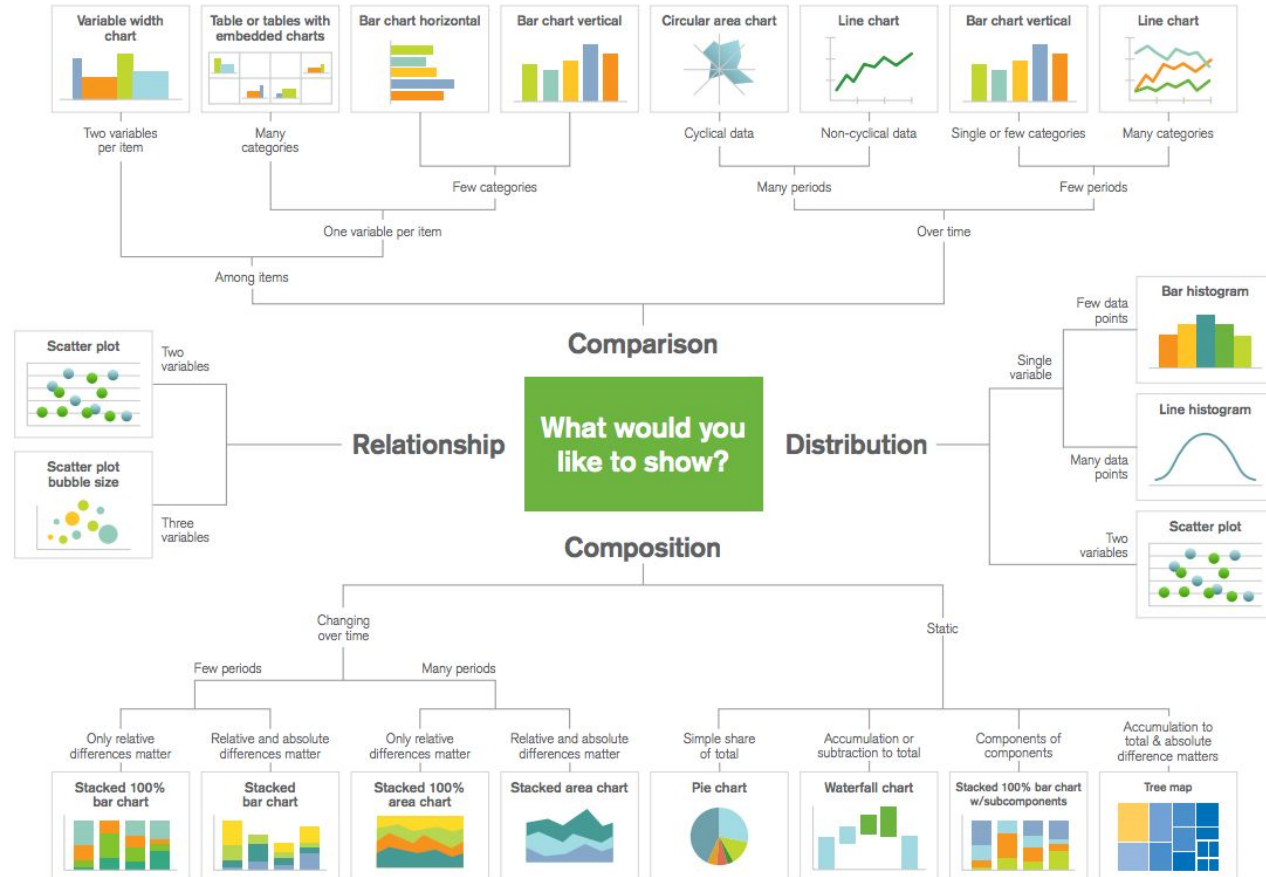 Variable width
chart
Table or tables with
embedded charts
Bar chart horizontal
Bar chart vertical
Circular area chart
Line chart
Bar chart vertical
Line chart
Two variables
per item
Many
categories
Cyclical data
Non-cyclical data
Single or few categories
Many categories
Few categories
Many periods
Few periods
One variable per item
Over time
Among items
Comparison
Scatter plot
Two
variables
Relationship
Scatter plot
bubble size
Three
variables
What would you
like to show?
Distribution
Single
variable
Few data
points
Bar histogram
Many data
points
Line histogram
Two
variables
Scatter plot
Composition
Changing
over time
Static
Few periods
Many periods
Only relative
differences matter
Relative and absolute
differences matter
Only relative
differences matter
Relative and absolute
differences matter
Simple share
of total
Accumulation or
subtraction to total
Components of
components
Accumulation to
total & absolute
difference matters
Stacked 100%
bar chart
Stacked
bar chart
Stacked 100%
area chart
Stacked area chart
Pie chart
Waterfall chart
Stacked 100% bar chart
w/subcomponents
Tree map